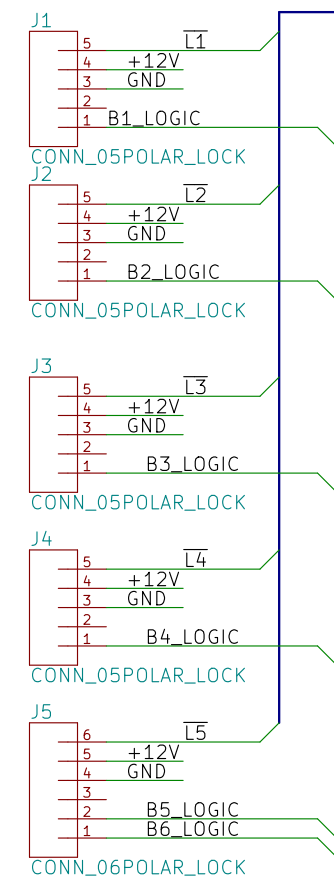 J1
5 L1
4 +12V
3 GND
2
1 B1_LOGIC
CONN_05POLAR_LOCK
J2
5 L2
4 +12V
3 GND
2
1 B2_LOGIC
CONN_05POLAR_LOCK
J3
5 L3
4 +12V
3 GND
2
1 B3_LOGIC
CONN_05POLAR_LOCK
J4
5 L4
4 +12V
3 GND
2
1 B4_LOGIC
CONN_05POLAR_LOCK
J5
6 L5
5 +12V
4 GND
3
2 B5_LOGIC
1 B6_LOGIC
CONN_06POLAR_LOCK